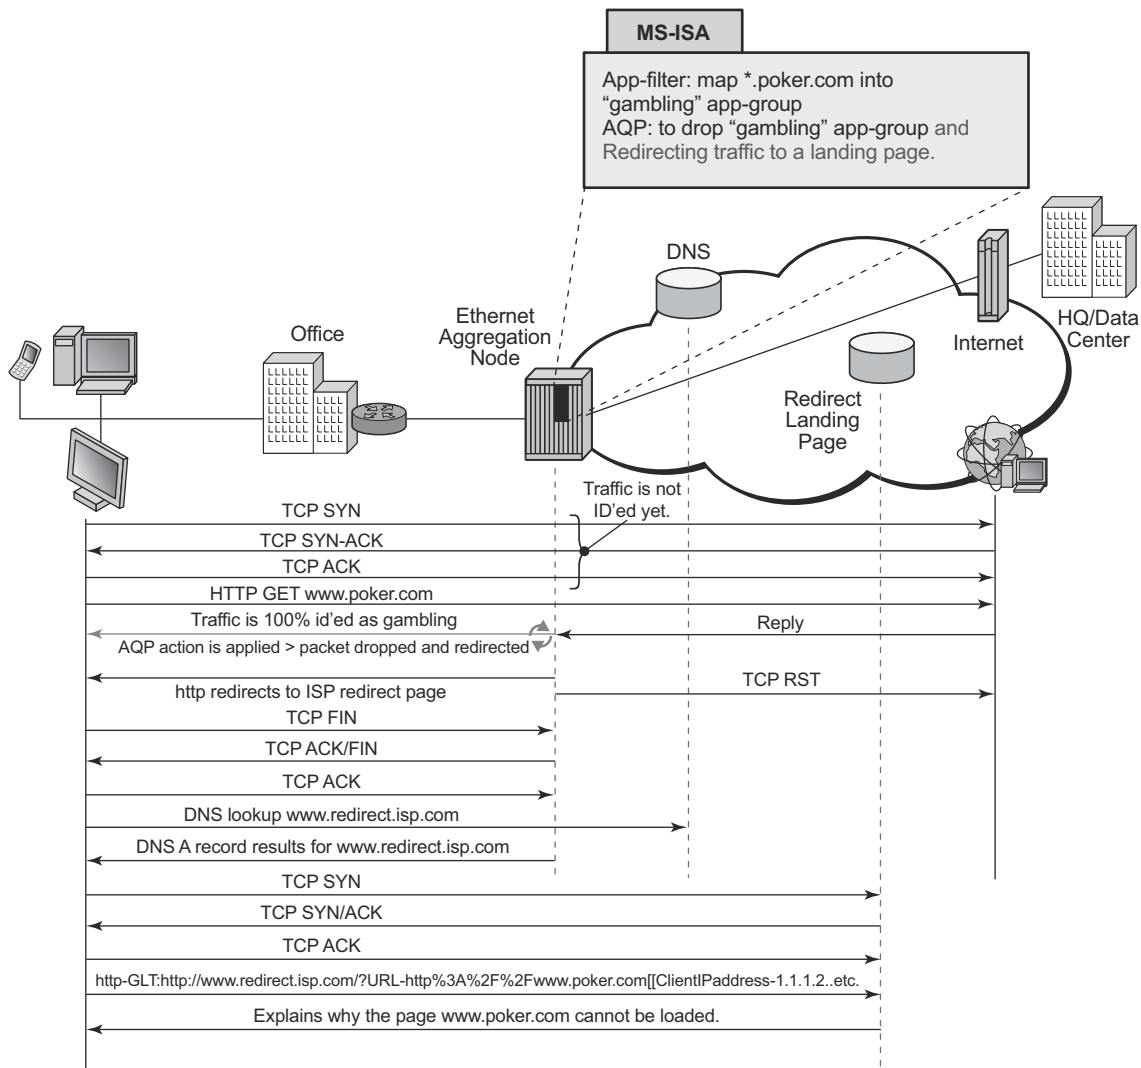 MS-ISA
App-filter: map *.poker.com into
“gambling” app-group
AQP: to drop “gambling” app-group and
Redirecting traffic to a landing page.
DNS
Ethernet
Aggregation
Node
Office
Internet
HQ/Data
Center
Redirect
Landing
Page
Traffic is not
ID’ed yet.
TCP SYN
TCP SYN-ACK
TCP ACK
HTTP GET www.poker.com
Traffic is 100% id’ed as gambling
Reply
AQP action is applied > packet dropped and redirected
http redirects to ISP redirect page
TCP RST
TCP FIN
TCP ACK/FIN
TCP ACK
DNS lookup www.redirect.isp.com
DNS A record results for www.redirect.isp.com
TCP SYN
TCP SYN/ACK
TCP ACK
http-GLT:http://www.redirect.isp.com/?URL-http%3A%2F%2Fwww.poker.com[[ClientIPaddress-1.1.1.2..etc.
Explains why the page www.poker.com cannot be loaded.